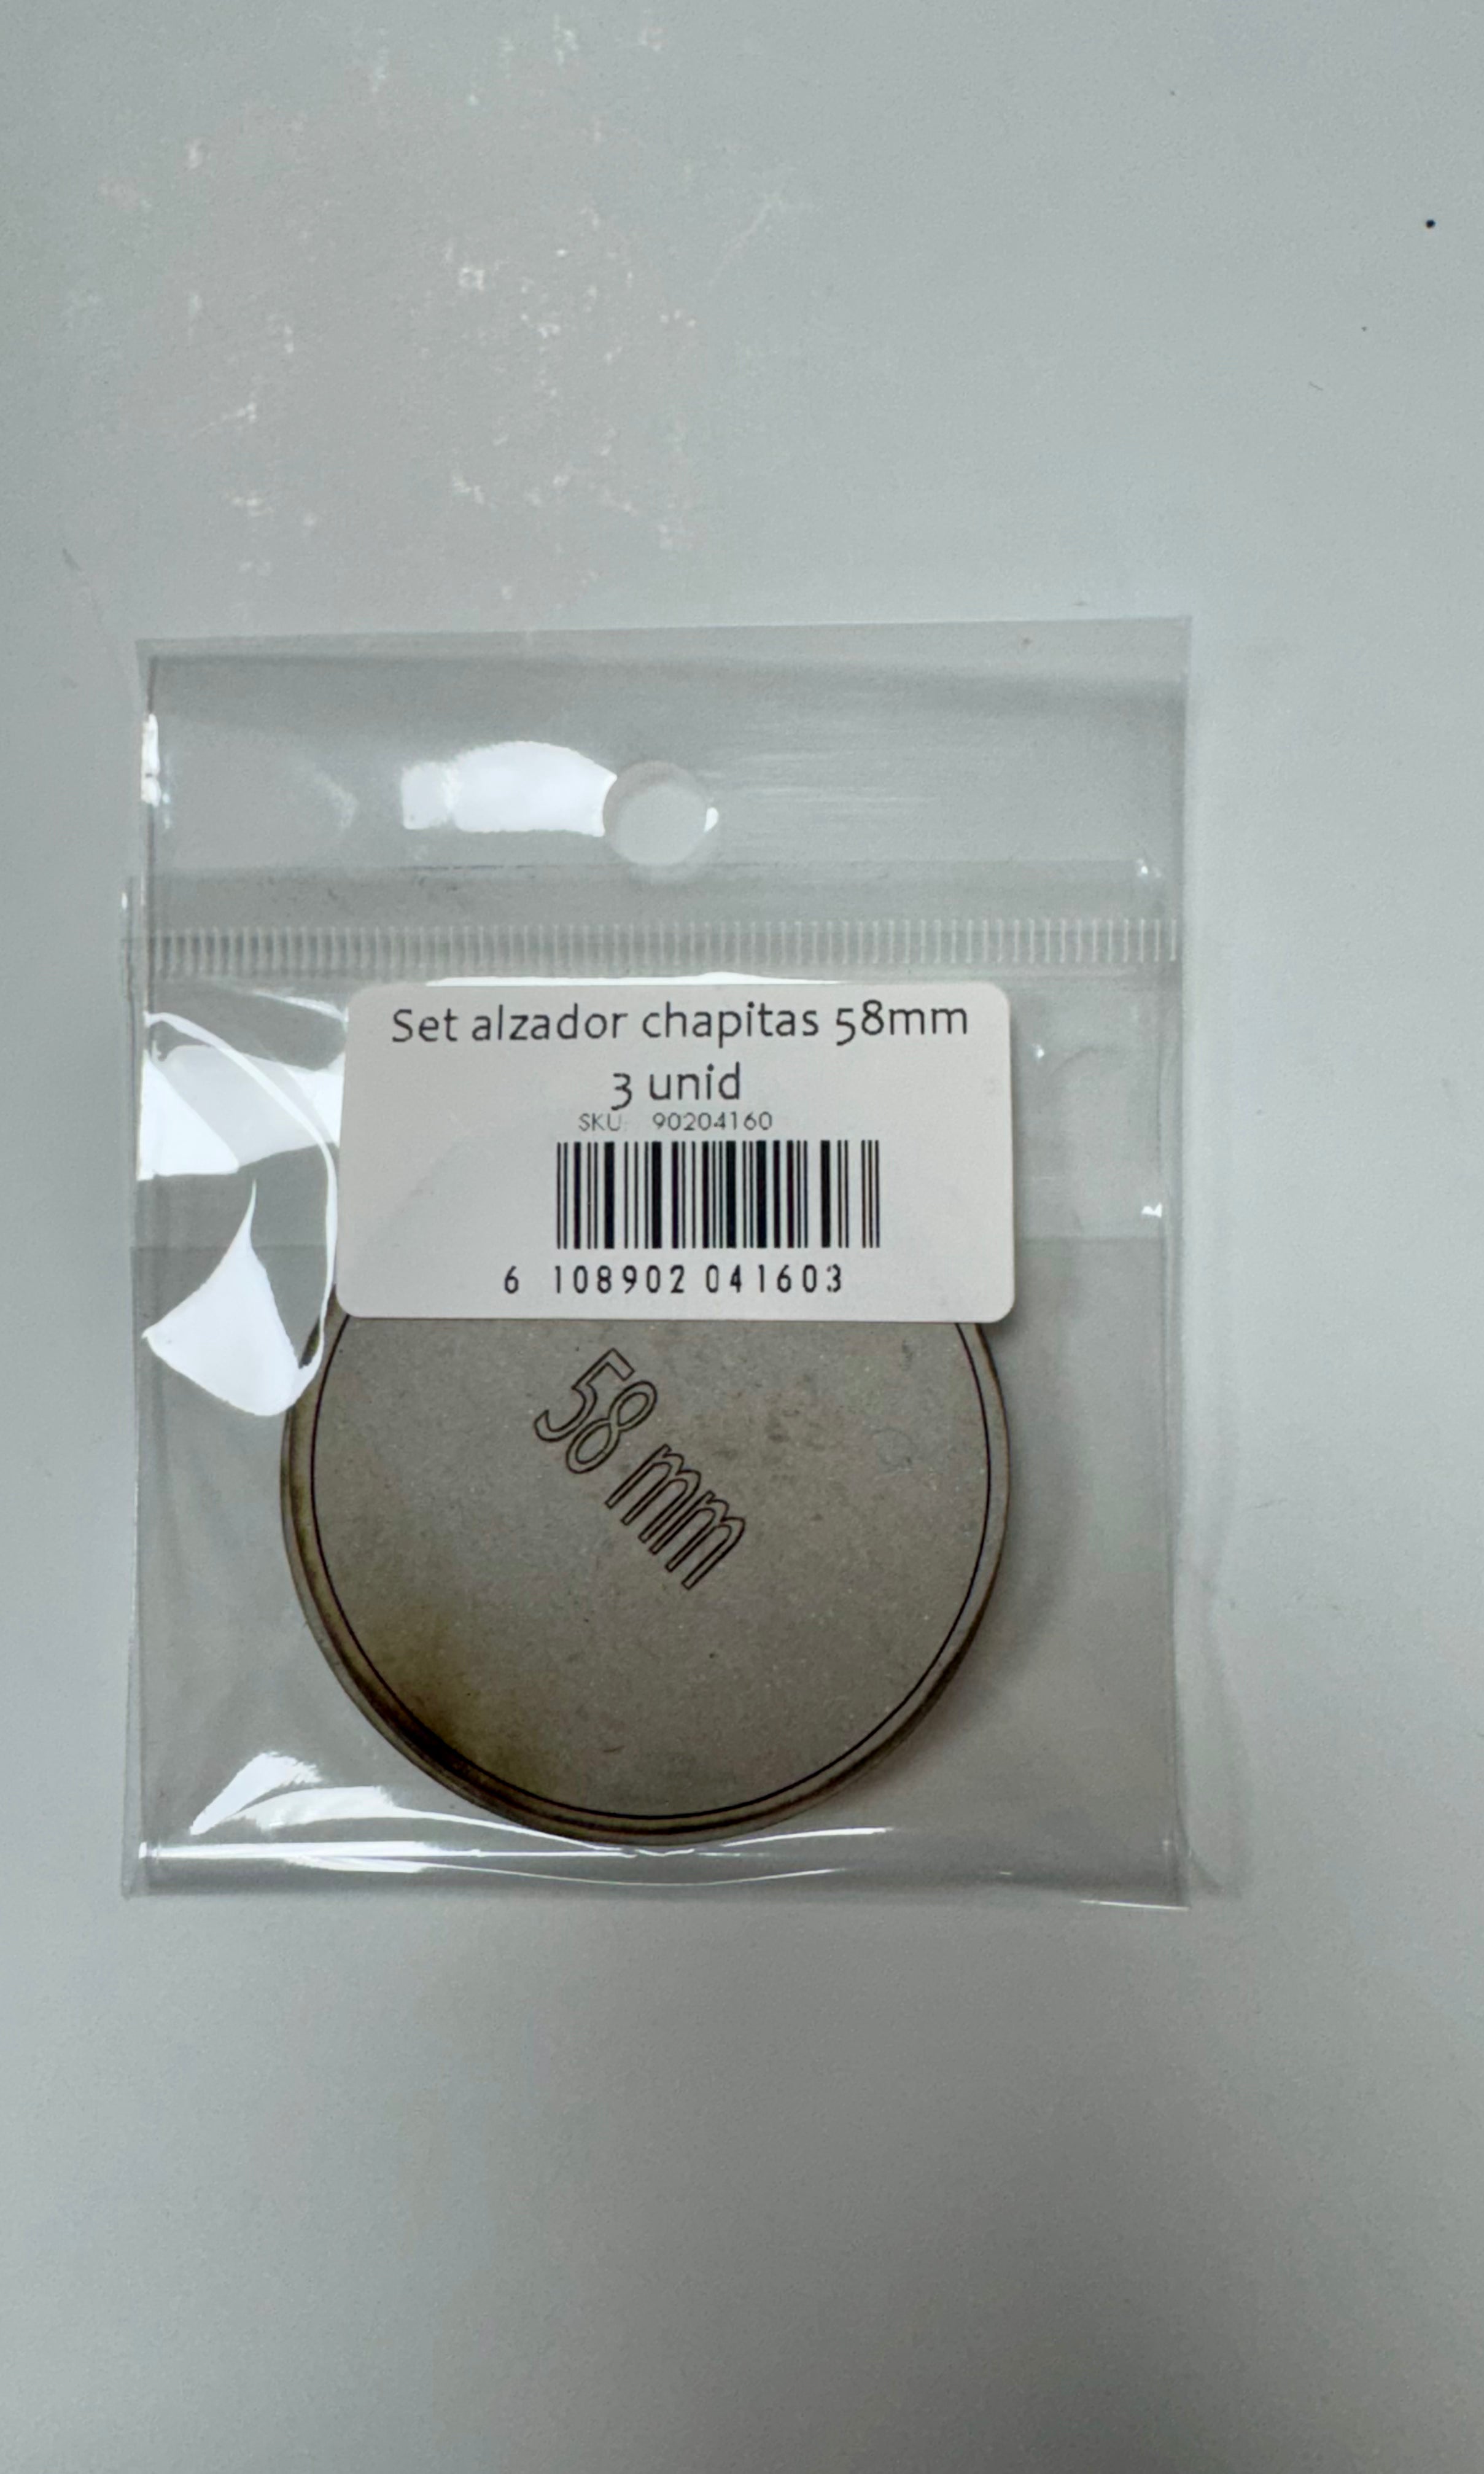 Set alzador chapitas 58mm
3 unid
SKU: 90204160
6 108902 041603
58 mm